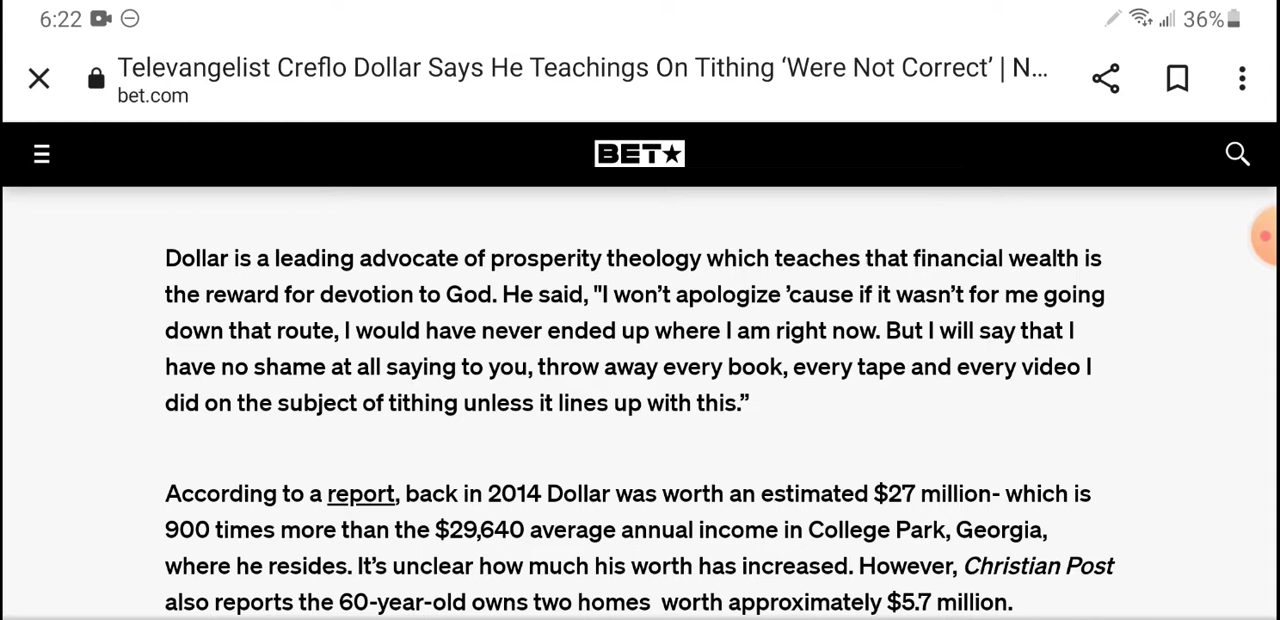 6:22
36%
Televangelist Creflo Dollar Says He Teachings On Tithing ‘Were Not Correct’ | N...
bet.com
BET★
Dollar is a leading advocate of prosperity theology which teaches that financial wealth is
the reward for devotion to God. He said, "I won’t apologize ’cause if it wasn’t for me going
down that route, I would have never ended up where I am right now. But I will say that I
have no shame at all saying to you, throw away every book, every tape and every video I
did on the subject of tithing unless it lines up with this.”
According to a report, back in 2014 Dollar was worth an estimated $27 million- which is
900 times more than the $29,640 average annual income in College Park, Georgia,
where he resides. It’s unclear how much his worth has increased. However, Christian Post
also reports the 60-year-old owns two homes  worth approximately $5.7 million.